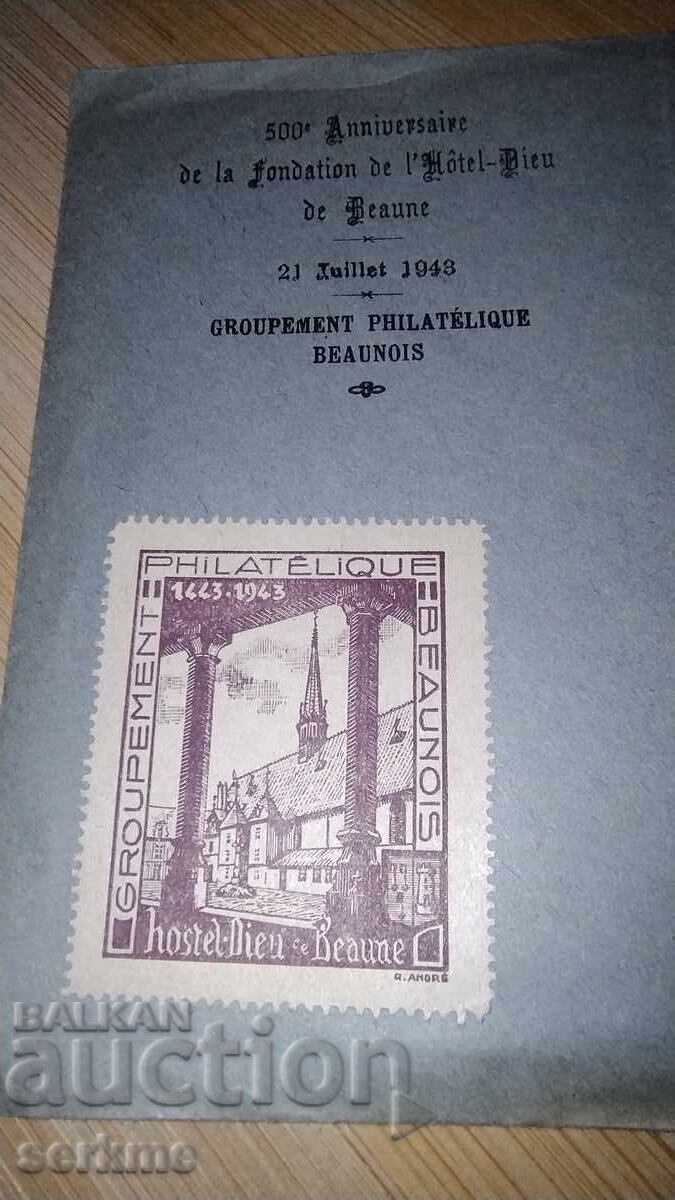 500e Anniversaire
de la Fondation de l'Hôtel-Dieu
de Beaune
21 Juillet 1943
GROUPEMENT PHILATÉLIQUE
BEAUNOIS
GROUPEMENT
PHILATÉLIQUE
BEAUNOIS
1443.1943
hostel-Dieu de Beaune
G. ANDRÉ
BALKAN
auction
serkme